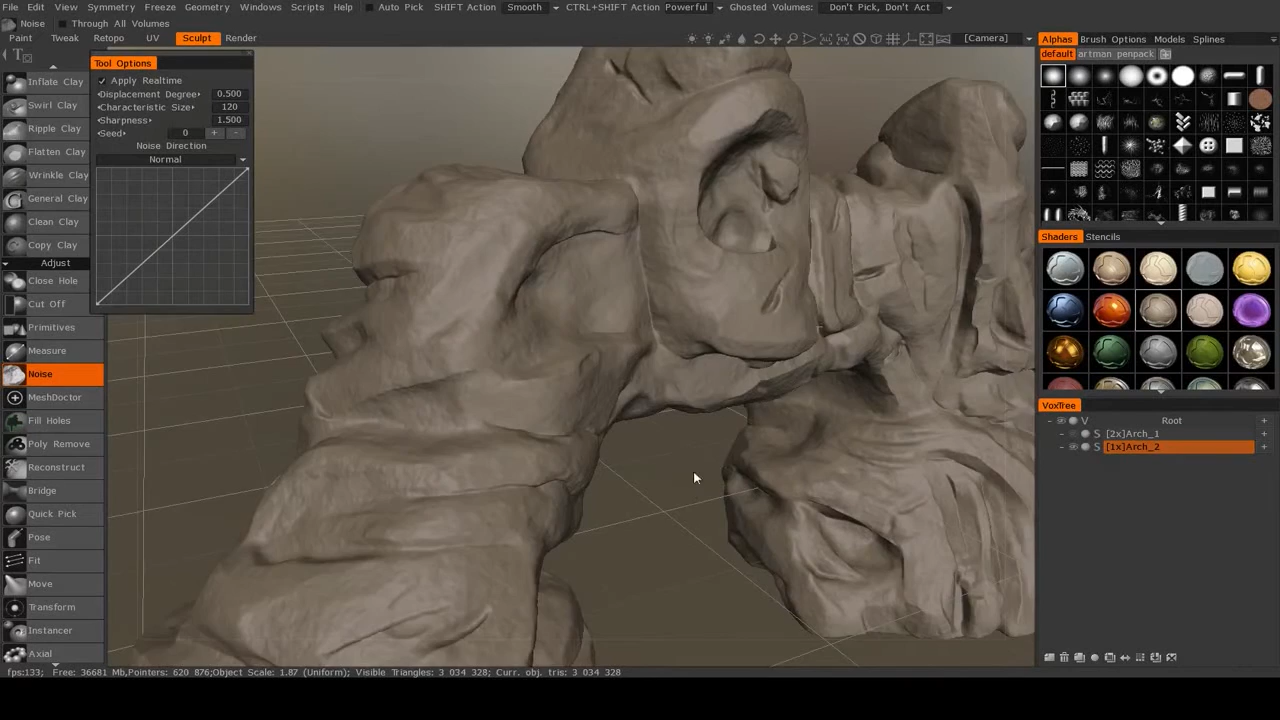 File Edit View Symmetry Freeze Geometry Windows Scripts Help Auto Pick SHIFT Action Smooth CTRL+SHIFT Action Powerful Ghosted Volumes: Don't Pick, Don't Act
Noise Through All Volumes
Paint Tweak Retopo UV Sculpt Render [Camera] Alphas Brush Options Models Splines
default artman penpack
Tool Options
Apply Realtime
Displacement Degree 0.500
Characteristic Size 120
Sharpness 1.500
Seed 0 + -
Noise Direction
Normal
Inflate Clay
Swirl Clay
Ripple Clay
Flatten Clay
Wrinkle Clay
General Clay
Clean Clay
Copy Clay
Adjust
Close Hole
Cut Off
Primitives
Measure
Noise
MeshDoctor
Fill Holes
Poly Remove
Reconstruct
Bridge
Quick Pick
Pose
Fit
Move
Transform
Instancer
Axial
Shaders Stencils
VoxTree
V Root +
S [2x]Arch_1 +
S [1x]Arch_2 +
fps:133; Free: 36681 Mb,Pointers: 620 876;Object Scale: 1.87 (Uniform); Visible Triangles: 3 034 328; Curr. obj. tris: 3 034 328